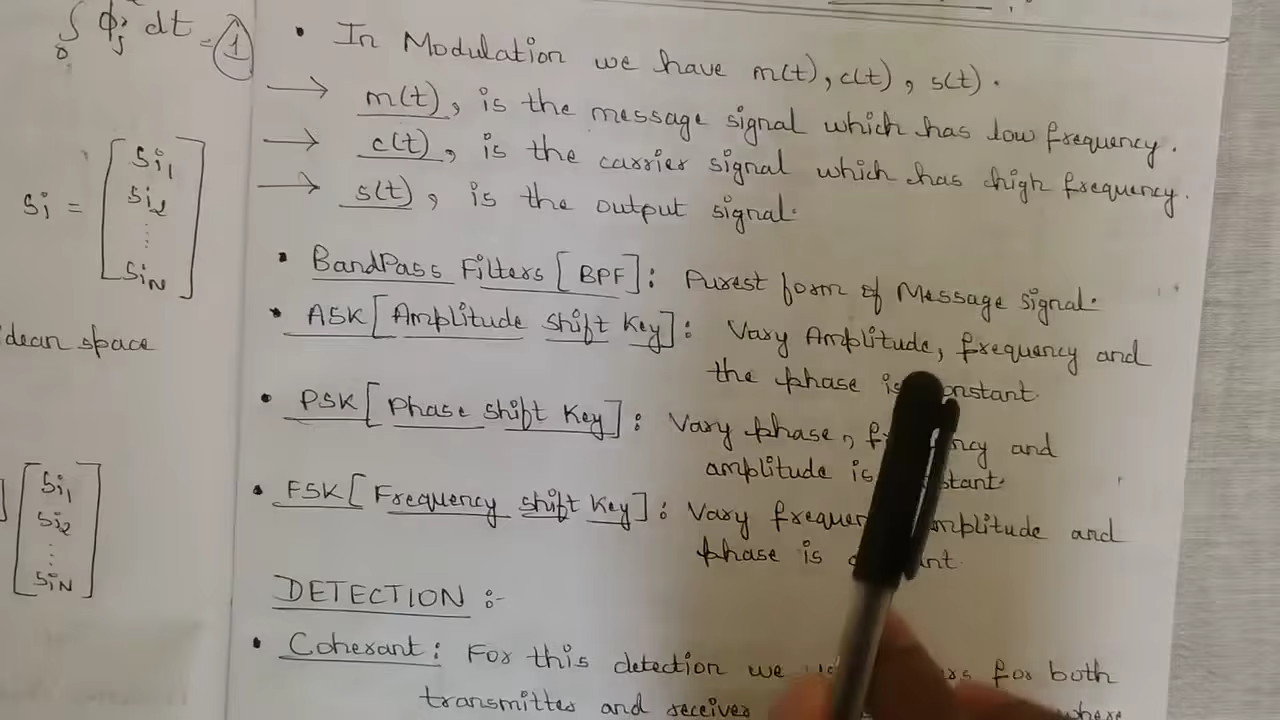 ∫₀ φⱼ² dt = 1
Si = [Si1 Si2 ⋮ SiN]
dean space
[Si1 Si2 ⋮ SiN]
• In Modulation we have m(t), c(t), s(t).
→ m(t), is the message signal which has low frequency.
→ c(t), is the carrier signal which has high frequency.
→ s(t), is the output signal.
• BandPass Filters [BPF]: Purest form of Message signal.
• ASK [Amplitude shift Key]: Vary Amplitude, frequency and
the phase is constant.
• PSK [Phase shift Key]: Vary phase, and
amplitude is
• FSK [Frequency shift Key]: Vary and
phase is
DETECTION :-
• Coherant: For this detection we for both
transmitter and receiver where